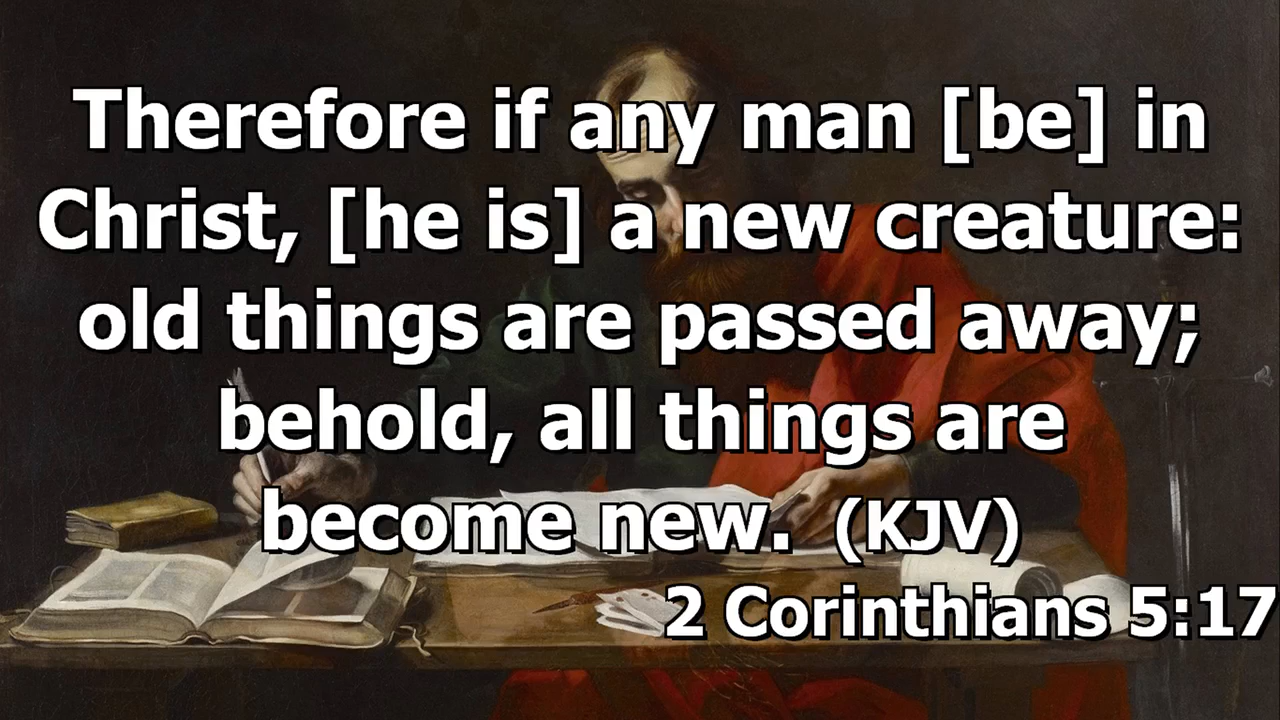 Therefore if any man [be] in
Christ, [he is] a new creature:
old things are passed away;
behold, all things are
become new. (KJV)
2 Corinthians 5:17